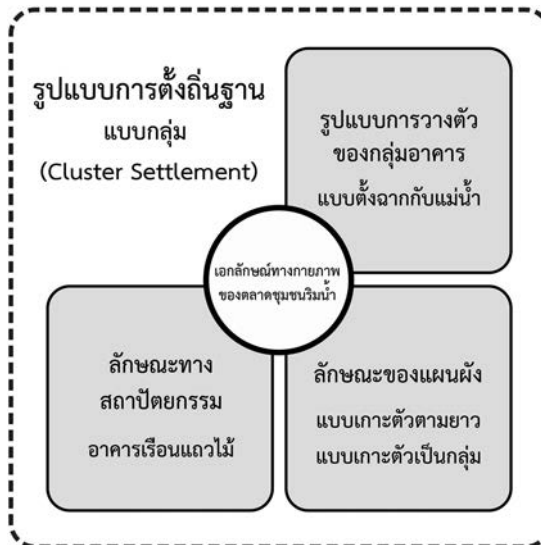 รูปแบบการตั้งถิ่นฐาน
แบบกลุ่ม
(Cluster Settlement)
รูปแบบการวางตัว
ของกลุ่มอาคาร
แบบตั้งฉากกับแม่น้ำ
เอกลักษณ์ทางกายภาพ
ของตลาดชุมชนริมน้ำ
ลักษณะทาง
สถาปัตยกรรม
อาคารเรือนแถวไม้
ลักษณะของแผนผัง
แบบเกาะตัวตามยาว
แบบเกาะตัวเป็นกลุ่ม